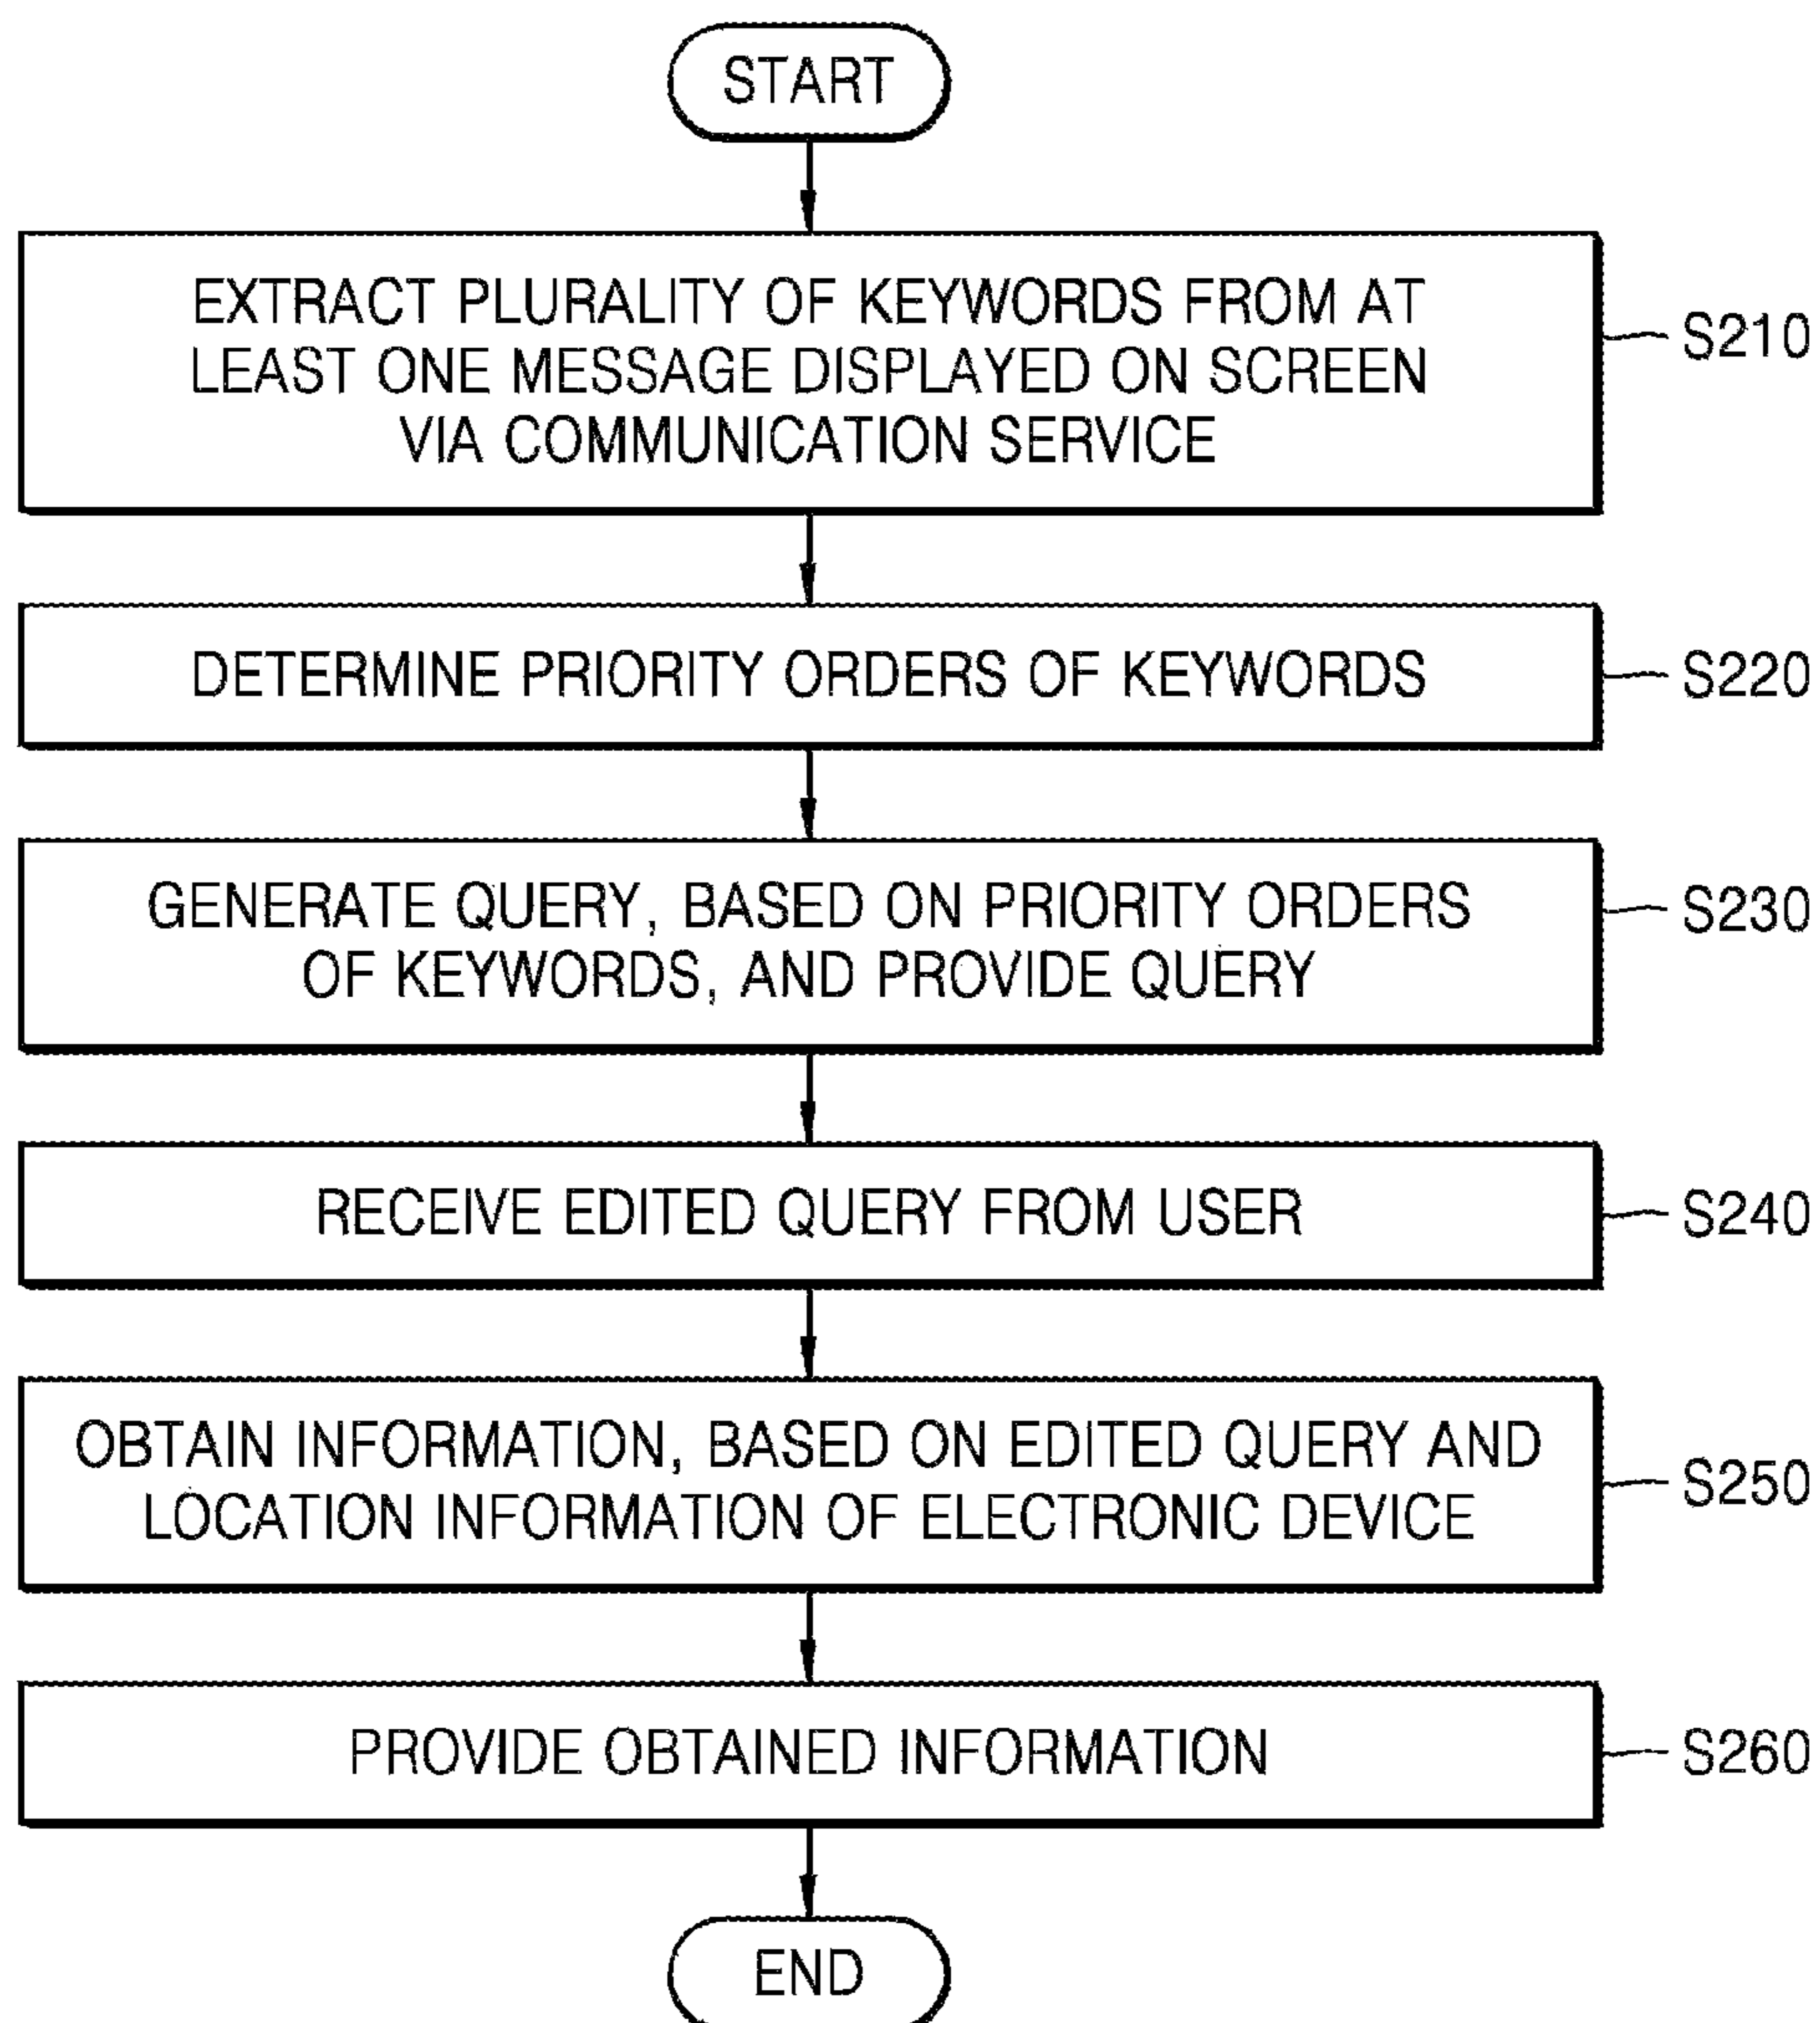 START
EXTRACT PLURALITY OF KEYWORDS FROM AT
LEAST ONE MESSAGE DISPLAYED ON SCREEN
VIA COMMUNICATION SERVICE
S210
DETERMINE PRIORITY ORDERS OF KEYWORDS
S220
GENERATE QUERY, BASED ON PRIORITY ORDERS
OF KEYWORDS, AND PROVIDE QUERY
S230
RECEIVE EDITED QUERY FROM USER
S240
OBTAIN INFORMATION, BASED ON EDITED QUERY AND
LOCATION INFORMATION OF ELECTRONIC DEVICE
S250
PROVIDE OBTAINED INFORMATION
S260
END